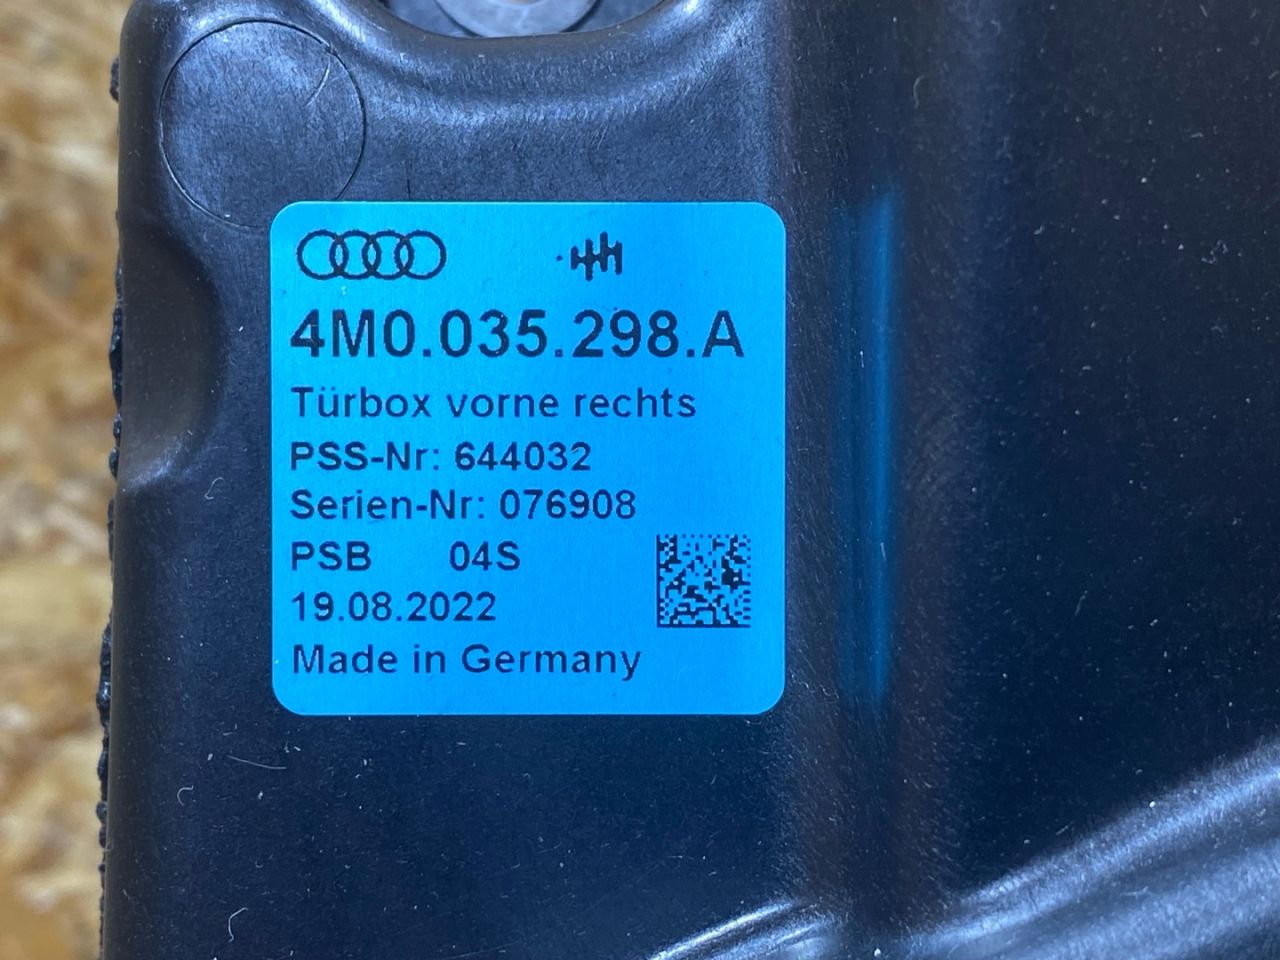 4M0.035.298.A
Türbox vorne rechts
PSS-Nr: 644032
Serien-Nr: 076908
PSB 04S
19.08.2022
Made in Germany